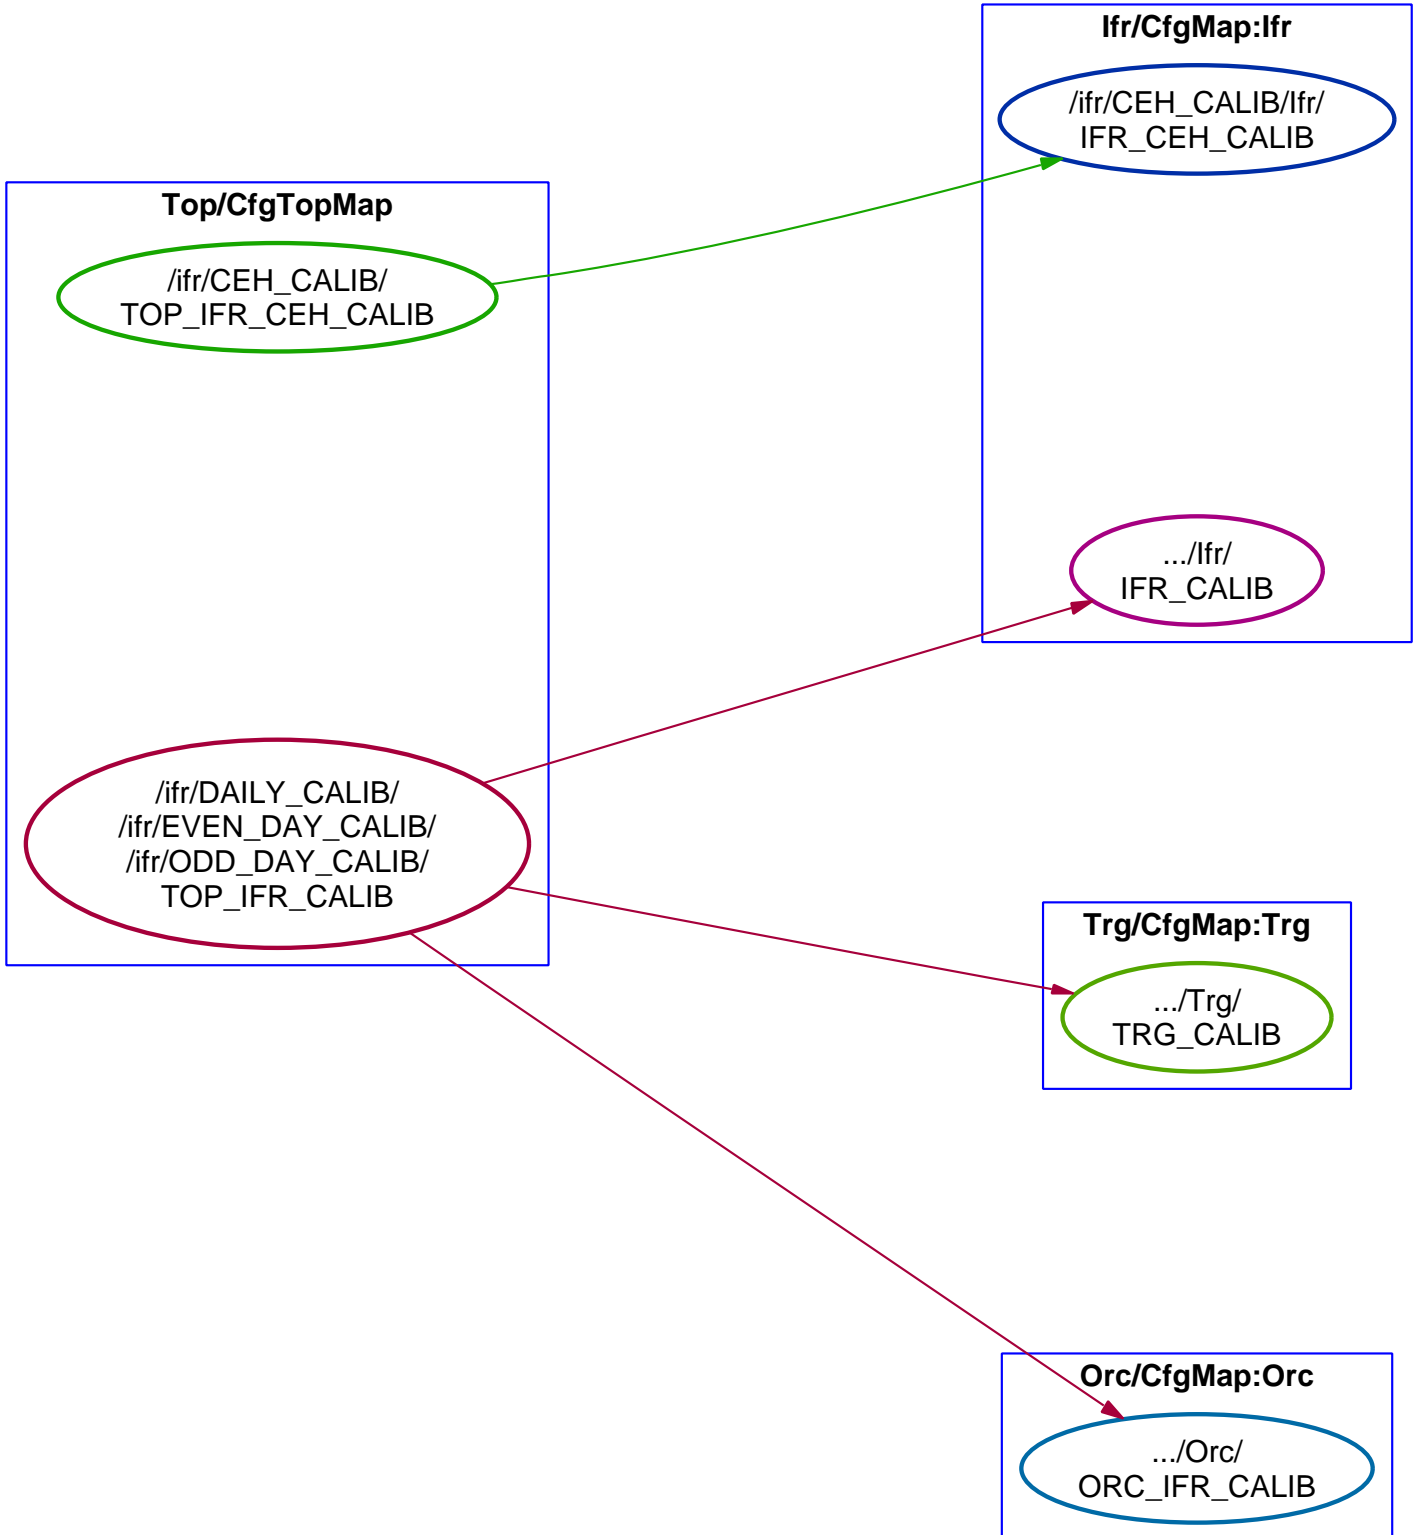 Top/CfgTopMap
/ifr/CEH_CALIB/
TOP_IFR_CEH_CALIB
/ifr/DAILY_CALIB/
/ifr/EVEN_DAY_CALIB/
/ifr/ODD_DAY_CALIB/
TOP_IFR_CALIB
Ifr/CfgMap:Ifr
/ifr/CEH_CALIB/Ifr/
IFR_CEH_CALIB
.../Ifr/
IFR_CALIB
Trg/CfgMap:Trg
.../Trg/
TRG_CALIB
Orc/CfgMap:Orc
.../Orc/
ORC_IFR_CALIB